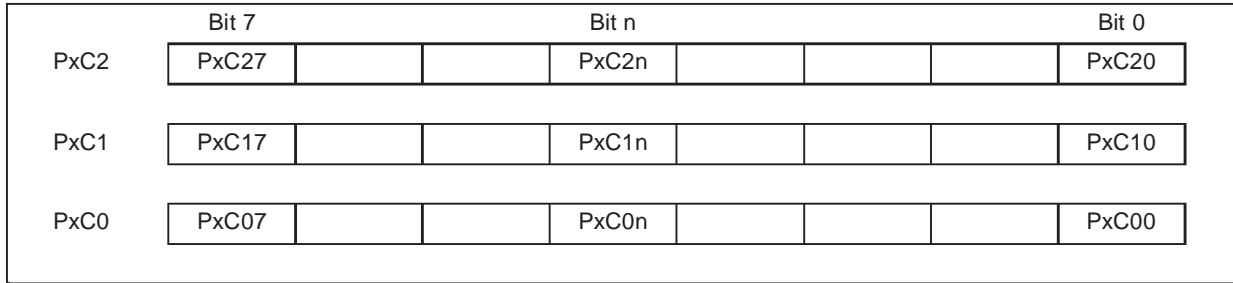 Bit 7 Bit n Bit 0
PxC2 PxC27 PxC2n PxC20
PxC1 PxC17 PxC1n PxC10
PxC0 PxC07 PxC0n PxC00